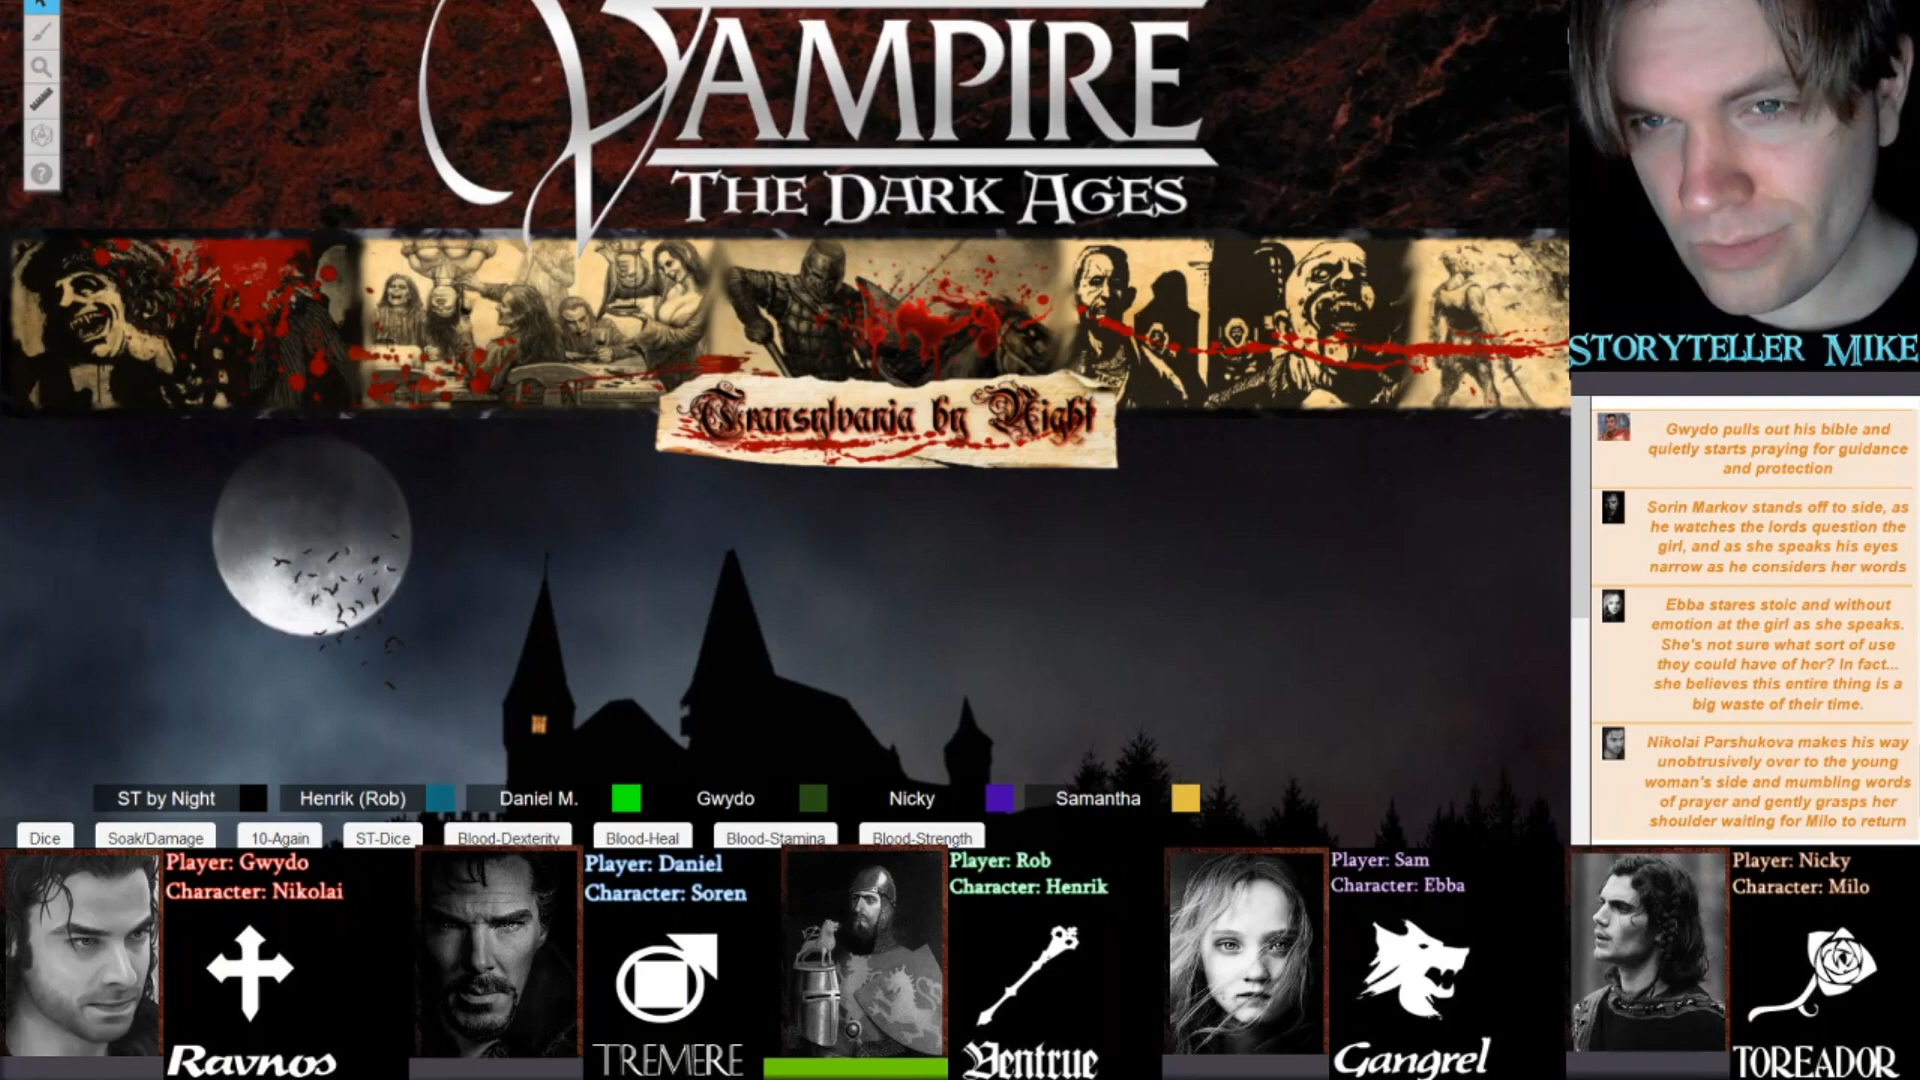 VAMPIRE
THE DARK AGES
Transylvania by Night
STORYTELLER MIKE
Gwydo pulls out his bible and
quietly starts praying for guidance
and protection
Sorin Markov stands off to side, as
he watches the lords question the
girl, and as she speaks his eyes
narrow as he considers her words
Ebba stares stoic and without
emotion at the girl as she speaks.
She's not sure what sort of use
they could have of her? In fact...
she believes this entire thing is a
big waste of their time.
Nikolai Parshukova makes his way
unobtrusively over to the young
woman's side and mumbling words
of prayer and gently grasps her
shoulder waiting for Milo to return
ST by Night
Henrik (Rob)
Daniel M.
Gwydo
Nicky
Samantha
Dice
Soak/Damage
10-Again
ST-Dice
Blood-Dexterity
Blood-Heal
Blood-Stamina
Blood-Strength
Player: Gwydo
Character: Nikolai
Ravnos
Player: Daniel
Character: Soren
TREMERE
Player: Rob
Character: Henrik
Ventrue
Player: Sam
Character: Ebba
Gangrel
Player: Nicky
Character: Milo
TOREADOR